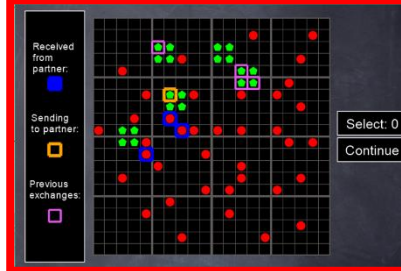 Received
from
partner:
Sending
to partner:
Previous
exchanges:
Select: 0
Continue